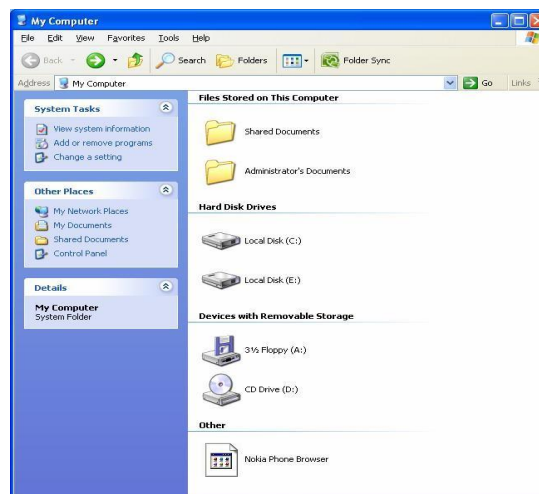 My Computer
File Edit View Favorites Tools Help
Back Search Folders Folder Sync
Address My Computer Go Links
System Tasks
View system information
Add or remove programs
Change a setting
Other Places
My Network Places
My Documents
Shared Documents
Control Panel
Details
My Computer
System Folder
Files Stored on This Computer
Shared Documents
Administrator's Documents
Hard Disk Drives
Local Disk (C:)
Local Disk (E:)
Devices with Removable Storage
3½ Floppy (A:)
CD Drive (D:)
Other
Nokia Phone Browser